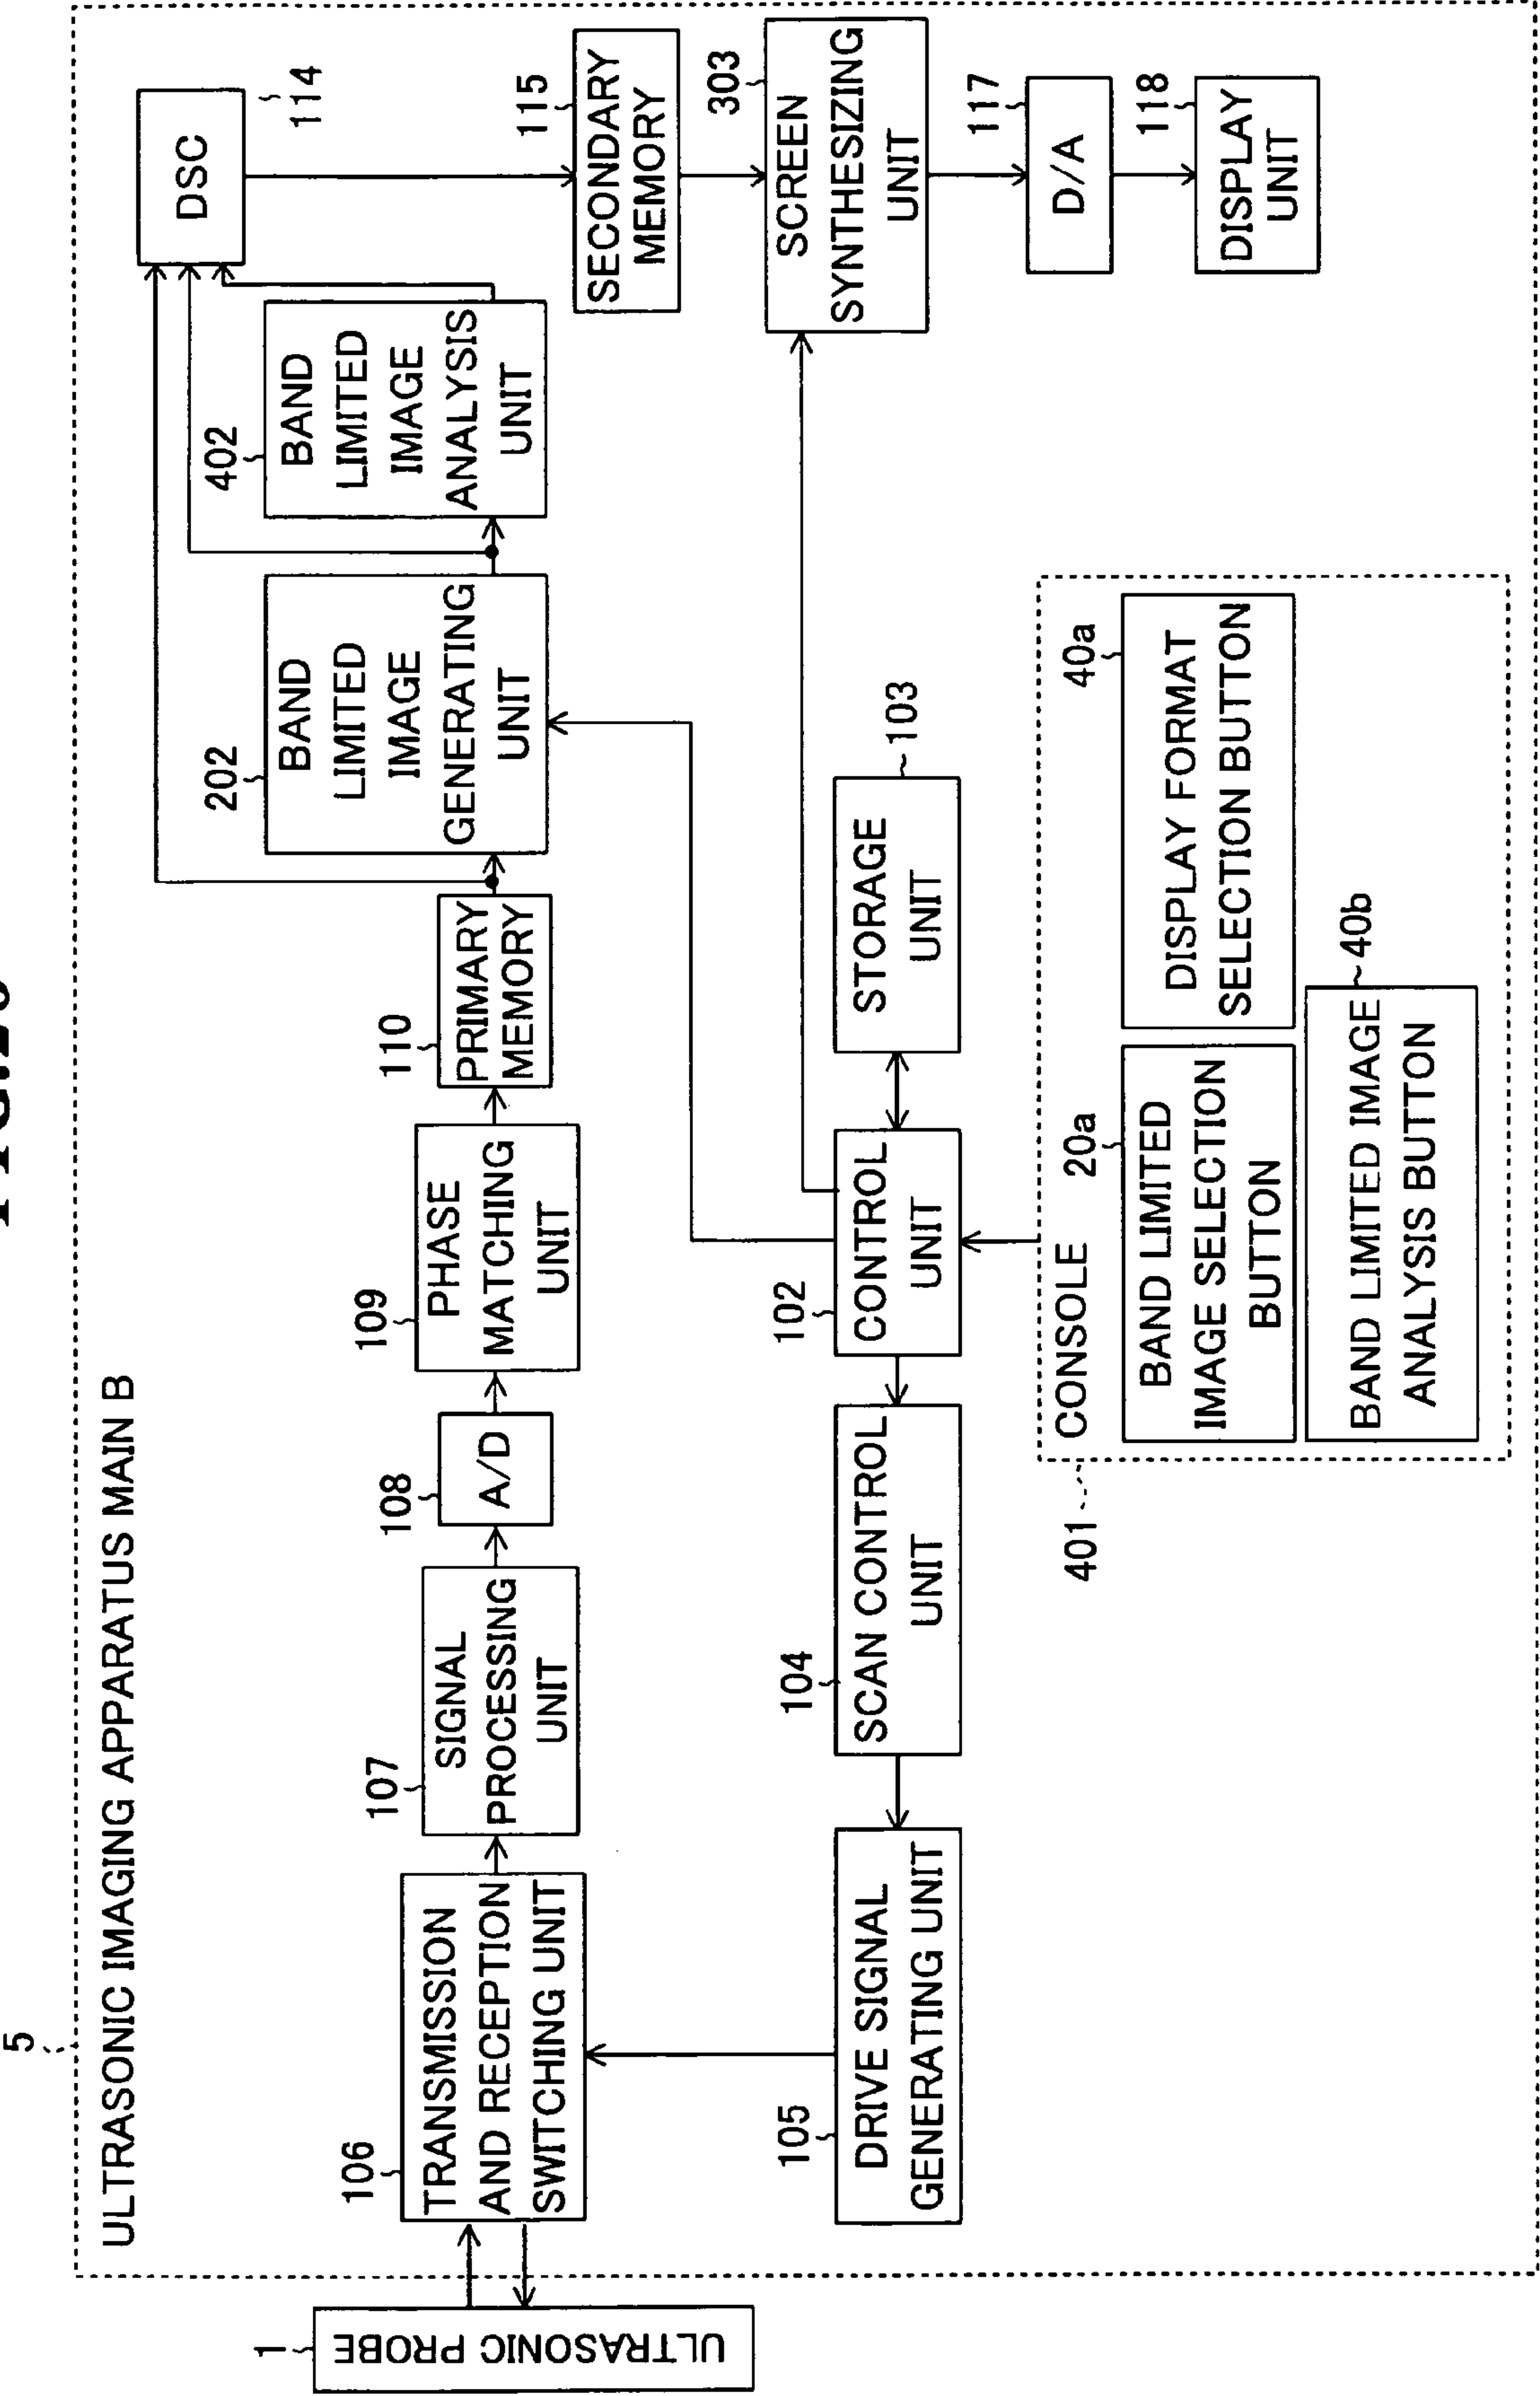 5
ULTRASONIC IMAGING APPARATUS MAIN B
1
ULTRASONIC PROBE
106
TRANSMISSION
AND RECEPTION
SWITCHING UNIT
107
SIGNAL
PROCESSING
UNIT
108
A/D
109
PHASE
MATCHING
UNIT
110
PRIMARY
MEMORY
202
BAND
LIMITED
IMAGE
GENERATING
UNIT
402
BAND
LIMITED
IMAGE
ANALYSIS
UNIT
DSC
114
115
SECONDARY
MEMORY
303
SCREEN
SYNTHESIZING
UNIT
117
D/A
118
DISPLAY
UNIT
105
DRIVE SIGNAL
GENERATING UNIT
104
SCAN CONTROL
UNIT
102
CONTROL
UNIT
STORAGE
UNIT
103
401
CONSOLE
20a
BAND LIMITED
IMAGE SELECTION
BUTTON
40a
DISPLAY FORMAT
SELECTION BUTTON
BAND LIMITED IMAGE
ANALYSIS BUTTON
40b